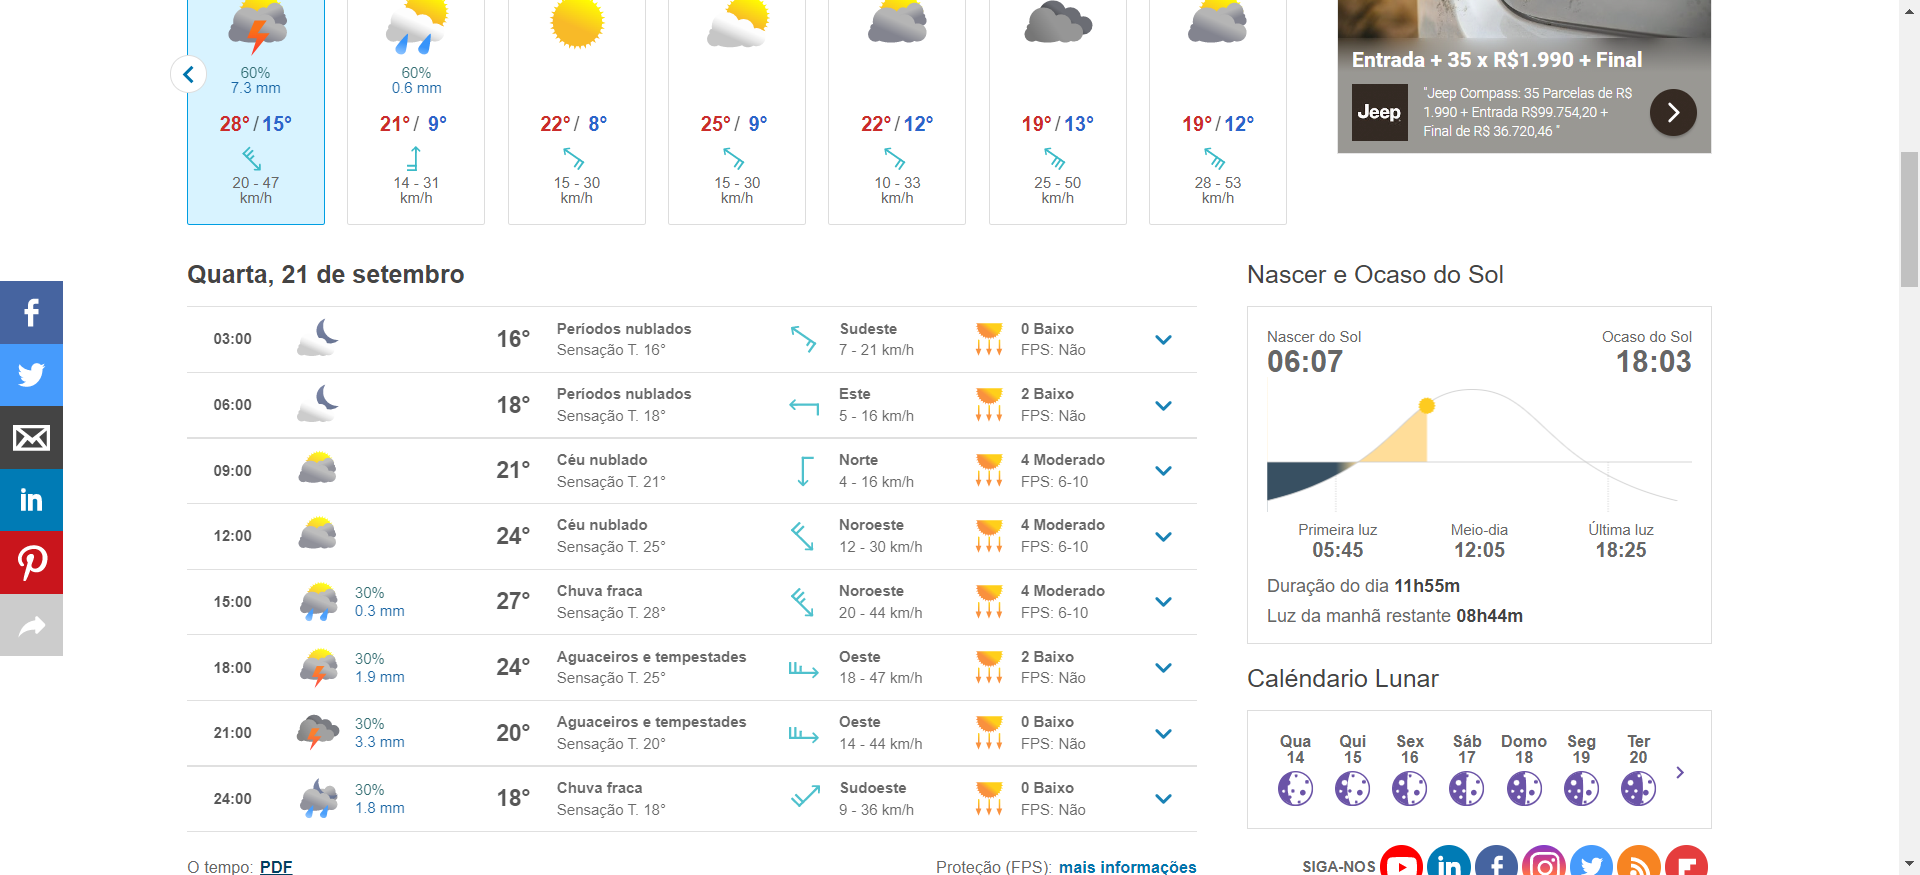 60%
7.3 mm
28° / 15°
20 - 47
km/h
60%
0.6 mm
21° / 9°
14 - 31
km/h
22° / 8°
15 - 30
km/h
25° / 9°
15 - 30
km/h
22° / 12°
10 - 33
km/h
19° / 13°
25 - 50
km/h
19° / 12°
28 - 53
km/h
Entrada + 35 x R$1.990 + Final
Jeep
"Jeep Compass: 35 Parcelas de R$
1.990 + Entrada R$99.754,20 +
Final de R$ 36.720,46 "
Quarta, 21 de setembro
03:00 16° Períodos nublados Sudeste 0 Baixo
Sensação T. 16° 7 - 21 km/h FPS: Não
06:00 18° Períodos nublados Este 2 Baixo
Sensação T. 18° 5 - 16 km/h FPS: Não
09:00 21° Céu nublado Norte 4 Moderado
Sensação T. 21° 4 - 16 km/h FPS: 6-10
12:00 24° Céu nublado Noroeste 4 Moderado
Sensação T. 25° 12 - 30 km/h FPS: 6-10
15:00 30% 27° Chuva fraca Noroeste 4 Moderado
0.3 mm Sensação T. 28° 20 - 44 km/h FPS: 6-10
18:00 30% 24° Aguaceiros e tempestades Oeste 2 Baixo
1.9 mm Sensação T. 25° 18 - 47 km/h FPS: Não
21:00 30% 20° Aguaceiros e tempestades Oeste 0 Baixo
3.3 mm Sensação T. 20° 14 - 44 km/h FPS: Não
24:00 30% 18° Chuva fraca Sudoeste 0 Baixo
1.8 mm Sensação T. 18° 9 - 36 km/h FPS: Não
O tempo: PDF
Proteção (FPS): mais informações
Nascer e Ocaso do Sol
Nascer do Sol Ocaso do Sol
06:07 18:03
Primeira luz Meio-dia Última luz
05:45 12:05 18:25
Duração do dia 11h55m
Luz da manhã restante 08h44m
Caléndario Lunar
Qua Qui Sex Sáb Domo Seg Ter
14 15 16 17 18 19 20
SIGA-NOS